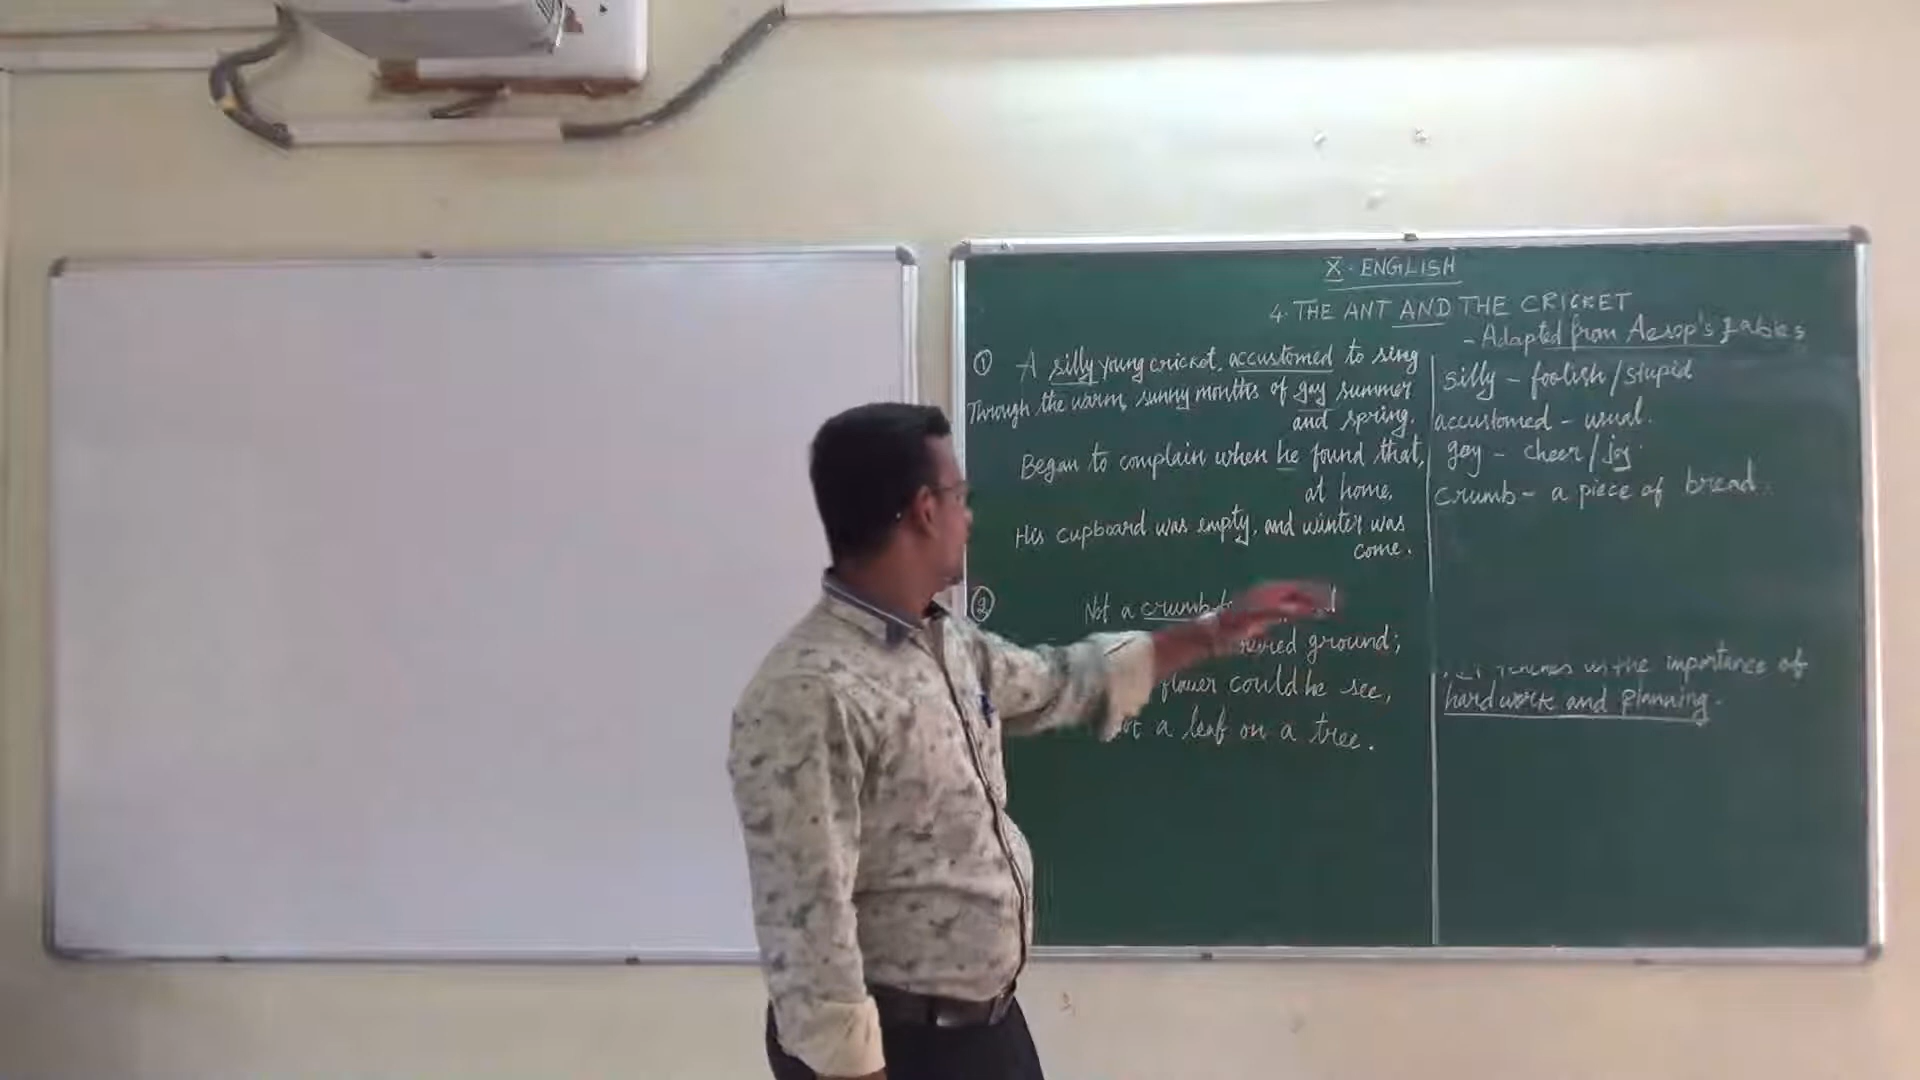 X. ENGLISH
4. THE ANT AND THE CRICKET
- Adapted from Aesop's fables
① A silly young cricket, accustomed to sing
Through the warm, sunny months of gay summer
and spring.
Began to complain when he found that,
at home,
His cupboard was empty, and winter was
come.
② Not a crumb
ground;
flower could he see,
a leaf on a tree.
silly - foolish/stupid
accustomed - usual.
gay - cheer/joy
crumb - a piece of bread.
the importance of
hardwork and planning.